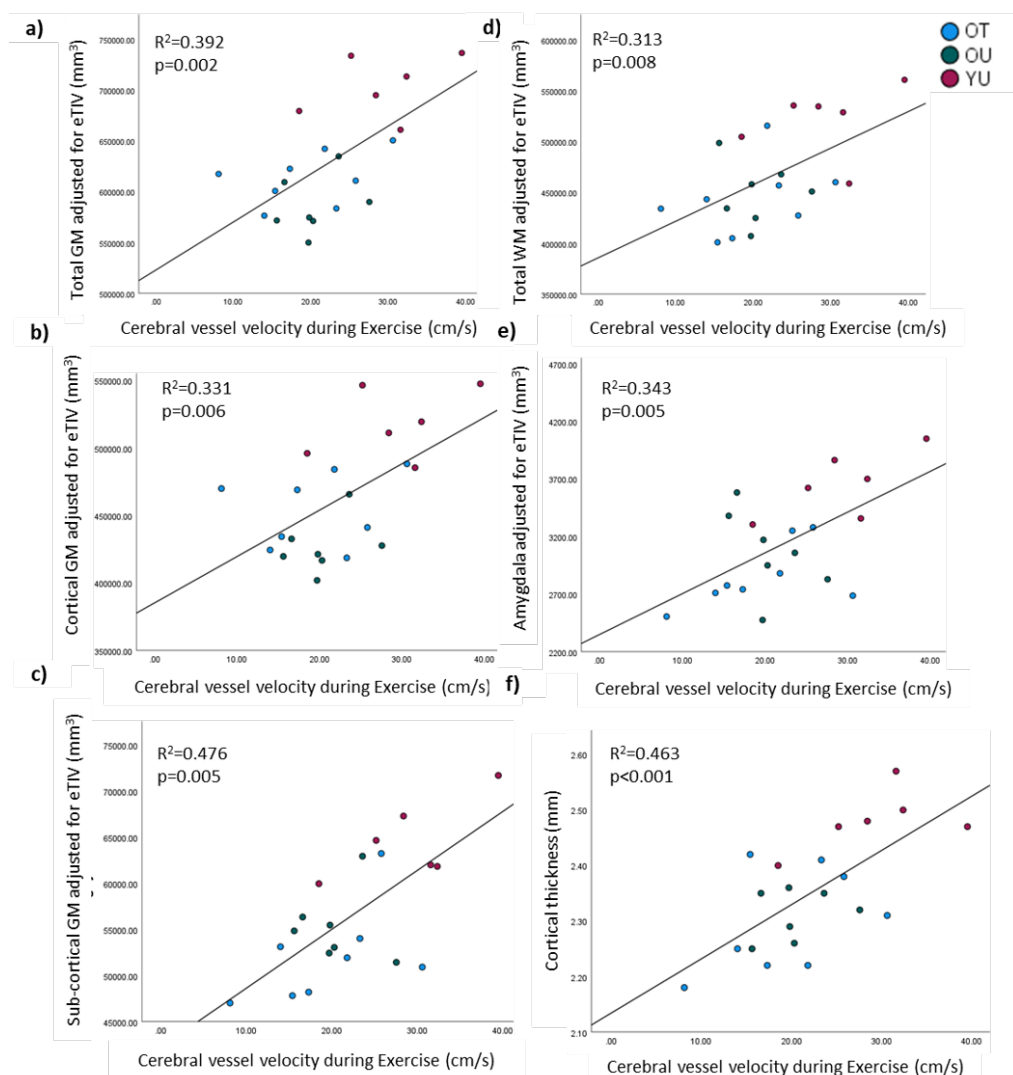 a)
R²=0.392
p=0.002
Total GM adjusted for eTIV (mm³)
750000.00
700000.00
650000.00
600000.00
550000.00
500000.00
.00 10.00 20.00 30.00 40.00
Cerebral vessel velocity during Exercise (cm/s)
d)
R²=0.313
p=0.008
OT
OU
YU
Total WM adjusted for eTIV (mm³)
600000.00
550000.00
500000.00
450000.00
400000.00
350000.00
.00 10.00 20.00 30.00 40.00
Cerebral vessel velocity during Exercise (cm/s)
b)
R²=0.331
p=0.006
Cortical GM adjusted for eTIV (mm³)
550000.00
500000.00
450000.00
400000.00
350000.00
.00 10.00 20.00 30.00 40.00
Cerebral vessel velocity during Exercise (cm/s)
e)
R²=0.343
p=0.005
Amygdala adjusted for eTIV (mm³)
4700.00
4200.00
3700.00
3200.00
2700.00
2200.00
.00 10.00 20.00 30.00 40.00
Cerebral vessel velocity during Exercise (cm/s)
c)
R²=0.476
p=0.005
Sub-cortical GM adjusted for eTIV (mm³)
75000.00
70000.00
65000.00
60000.00
55000.00
50000.00
45000.00
.00 10.00 20.00 30.00 40.00
Cerebral vessel velocity during Exercise (cm/s)
f)
R²=0.463
p<0.001
Cortical thickness (mm)
2.60
2.50
2.40
2.30
2.20
2.10
.00 10.00 20.00 30.00 40.00
Cerebral vessel velocity during Exercise (cm/s)